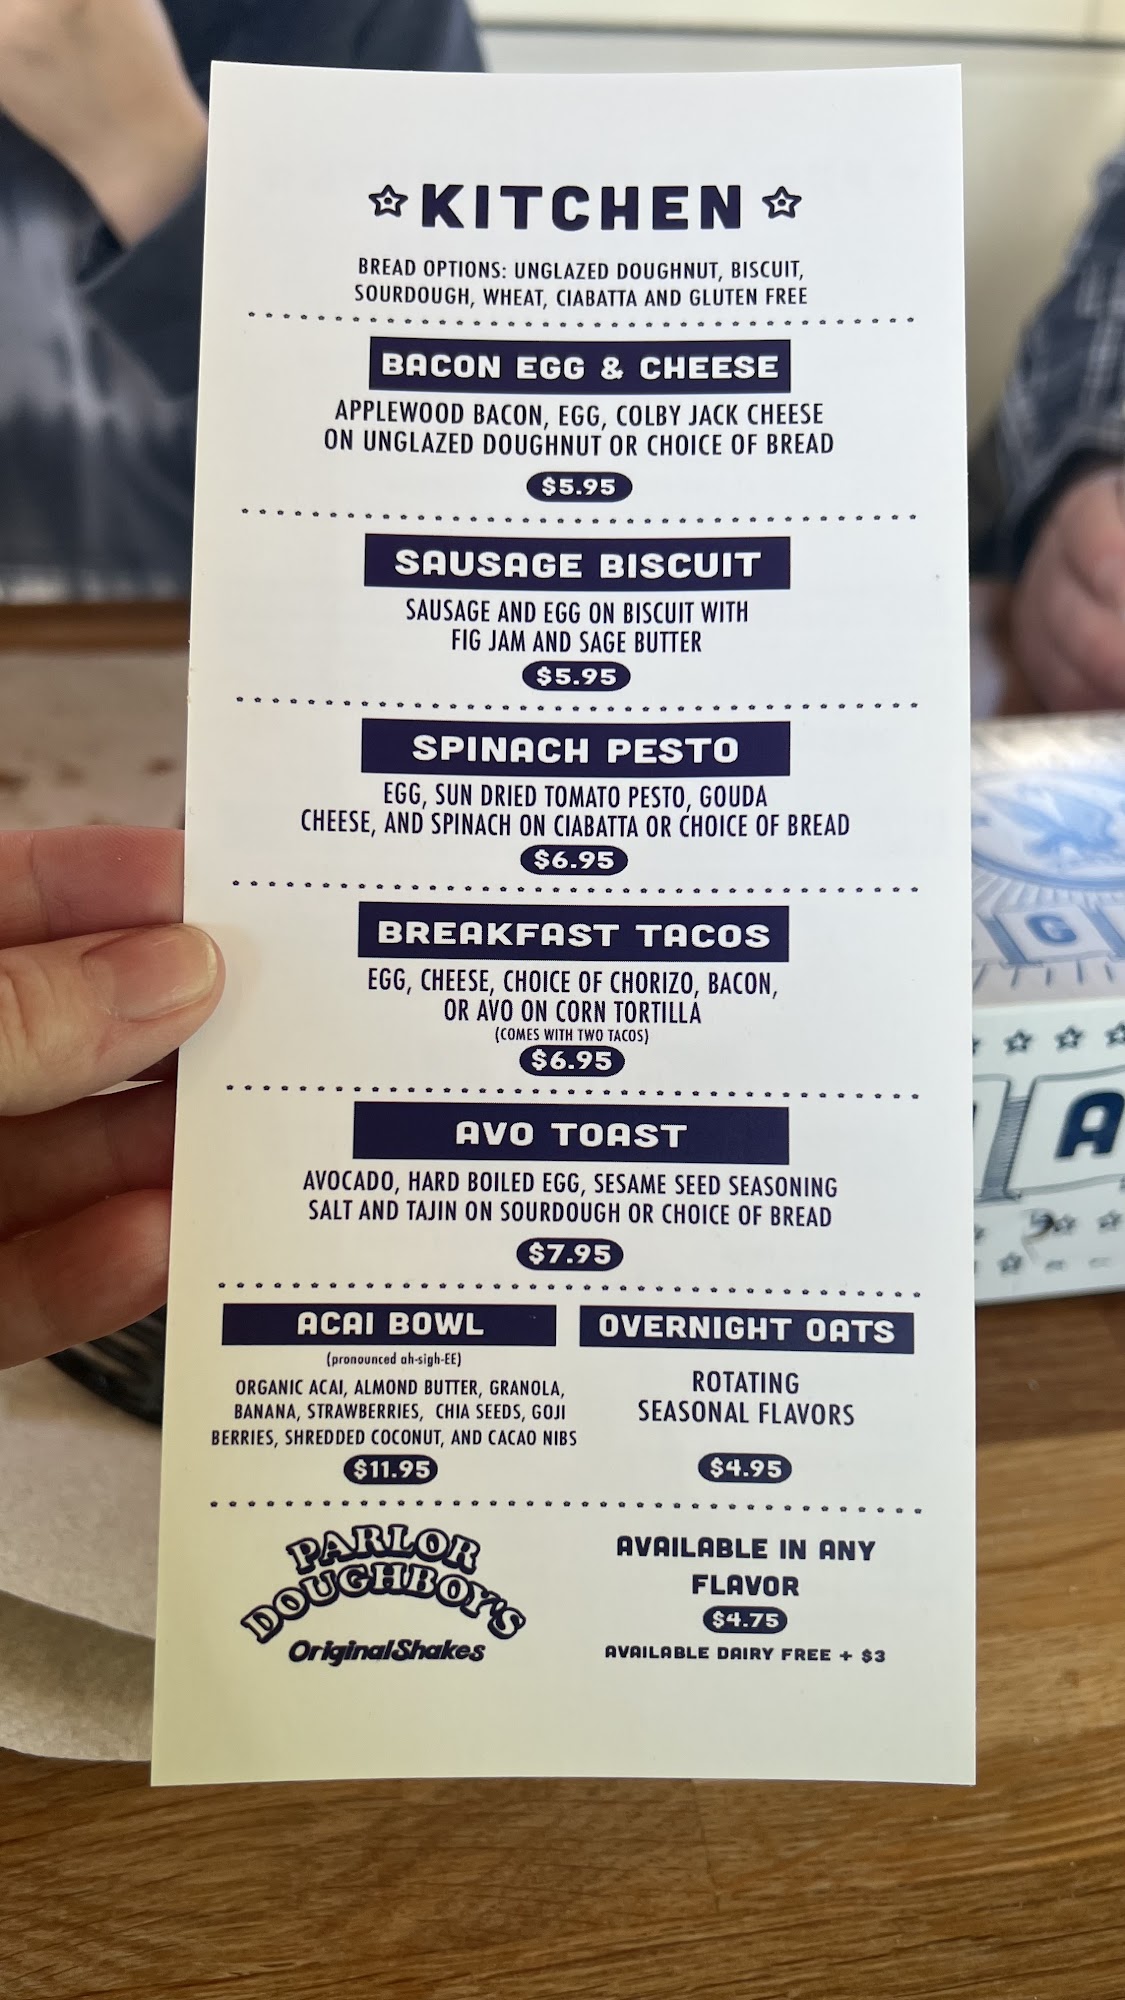 KITCHEN
BREAD OPTIONS: UNGLAZED DOUGHNUT, BISCUIT,
SOURDOUGH, WHEAT, CIABATTA AND GLUTEN FREE
BACON EGG & CHEESE
APPLEWOOD BACON, EGG, COLBY JACK CHEESE
ON UNGLAZED DOUGHNUT OR CHOICE OF BREAD
$5.95
SAUSAGE BISCUIT
SAUSAGE AND EGG ON BISCUIT WITH
FIG JAM AND SAGE BUTTER
$5.95
SPINACH PESTO
EGG, SUN DRIED TOMATO PESTO, GOUDA
CHEESE, AND SPINACH ON CIABATTA OR CHOICE OF BREAD
$6.95
BREAKFAST TACOS
EGG, CHEESE, CHOICE OF CHORIZO, BACON,
OR AVO ON CORN TORTILLA
(COMES WITH TWO TACOS)
$6.95
AVO TOAST
AVOCADO, HARD BOILED EGG, SESAME SEED SEASONING
SALT AND TAJIN ON SOURDOUGH OR CHOICE OF BREAD
$7.95
ACAI BOWL
(pronounced ah-sigh-EE)
ORGANIC ACAI, ALMOND BUTTER, GRANOLA,
BANANA, STRAWBERRIES, CHIA SEEDS, GOJI
BERRIES, SHREDDED COCONUT, AND CACAO NIBS
$11.95
OVERNIGHT OATS
ROTATING
SEASONAL FLAVORS
$4.95
PARLOR
DOUGHBOY'S
Original Shakes
AVAILABLE IN ANY
FLAVOR
$4.75
AVAILABLE DAIRY FREE + $3
G
A